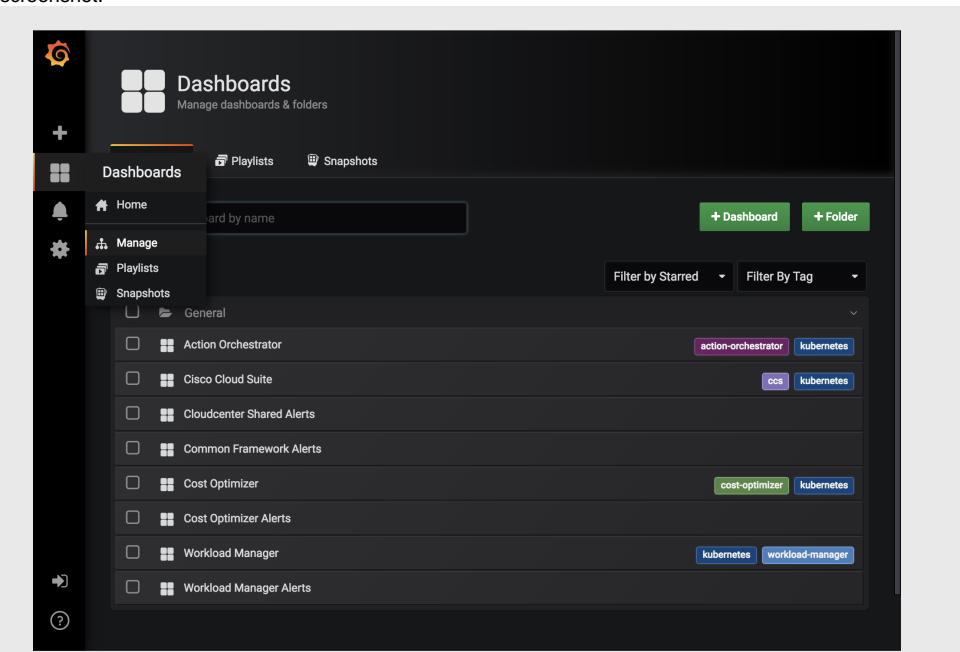 screenshot.
Dashboards
Manage dashboards & folders
Playlists
Snapshots
Dashboards
Home
Manage
Playlists
Snapshots
by name
+ Dashboard
+ Folder
Filter by Starred
Filter By Tag
General
Action Orchestrator action-orchestrator kubernetes
Cisco Cloud Suite ccs kubernetes
Cloudcenter Shared Alerts
Common Framework Alerts
Cost Optimizer cost-optimizer kubernetes
Cost Optimizer Alerts
Workload Manager kubernetes workload-manager
Workload Manager Alerts
?